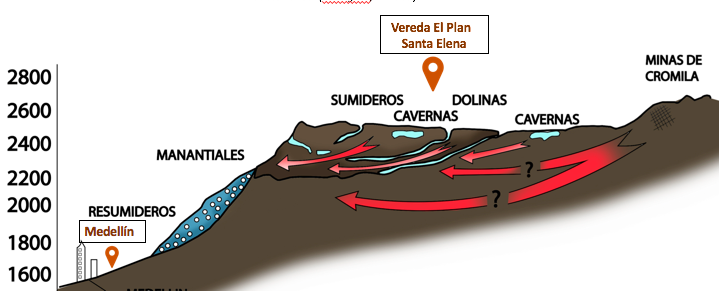 Vereda El Plan
Santa Elena
MINAS DE
CROMILA
2800
2600
2400
2200
2000
1800
1600
SUMIDEROS
DOLINAS
CAVERNAS
CAVERNAS
MANANTIALES
?
?
RESUMIDEROS
Medellín